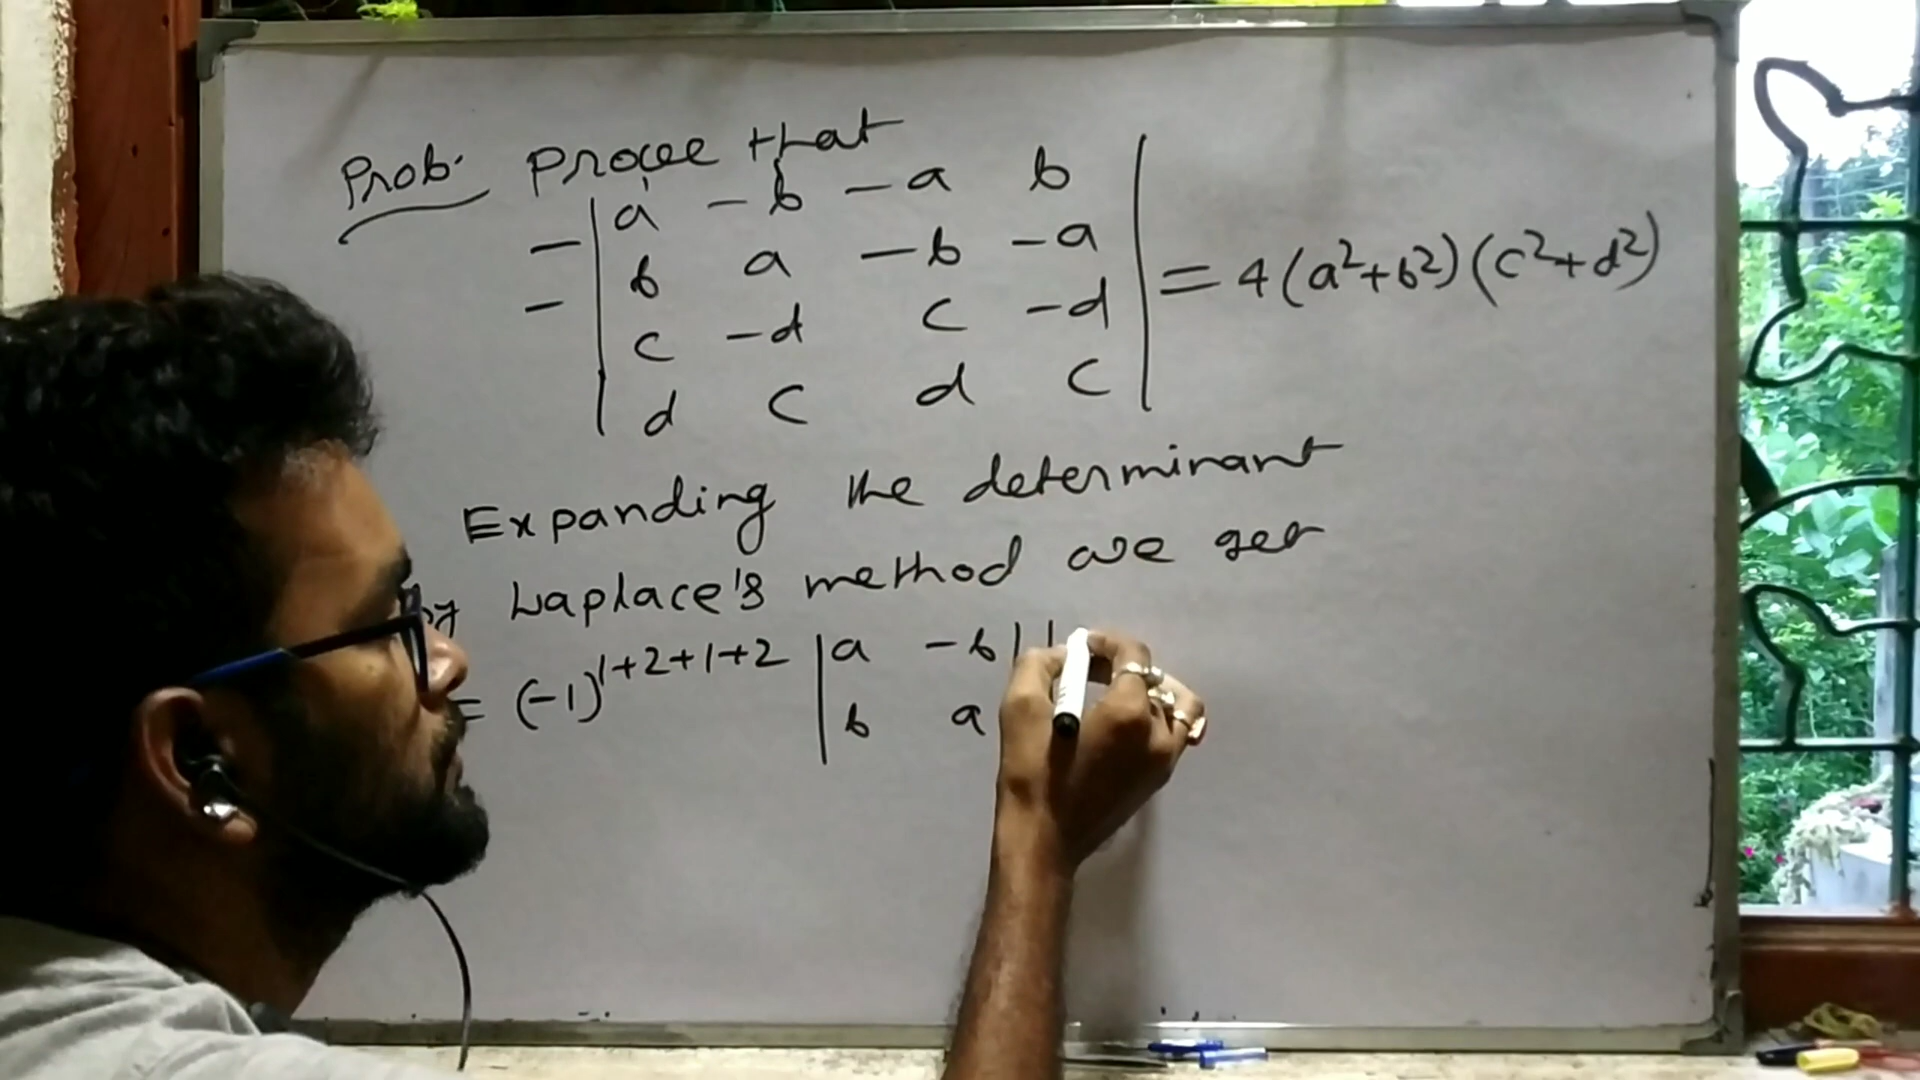 Prob. Prove that
| a -b -a b |
- | b a -b -a | = 4(a²+b²)(c²+d²)
- | c -d c -d |
| d c d c |
Expanding the determinant
by Laplace's method we get
= (-1)^1+2+1+2 | a -b | |
| b a